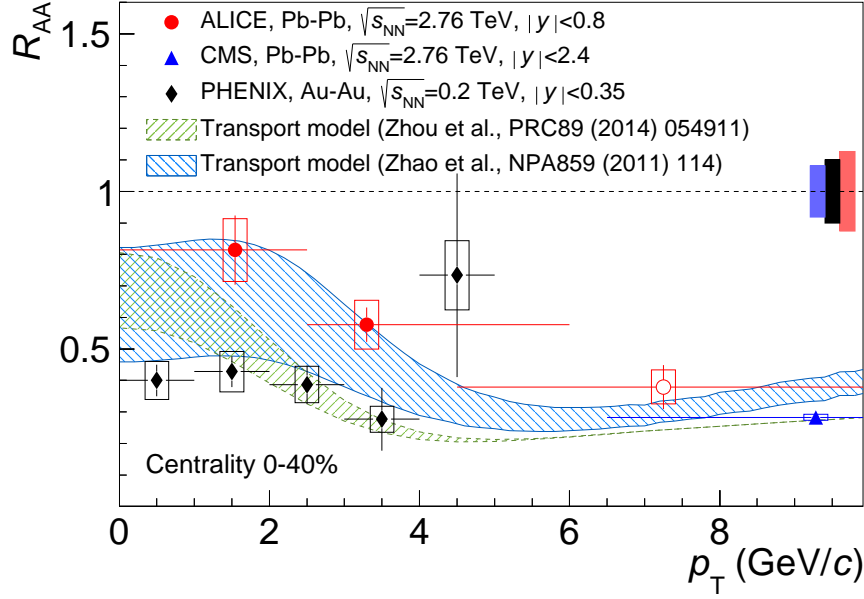 R_AA
1.5
1
0.5
ALICE, Pb-Pb, √s_NN=2.76 TeV, |y|<0.8
CMS, Pb-Pb, √s_NN=2.76 TeV, |y|<2.4
PHENIX, Au-Au, √s_NN=0.2 TeV, |y|<0.35
Transport model (Zhou et al., PRC89 (2014) 054911)
Transport model (Zhao et al., NPA859 (2011) 114)
Centrality 0-40%
0 2 4 6 8
p_T (GeV/c)